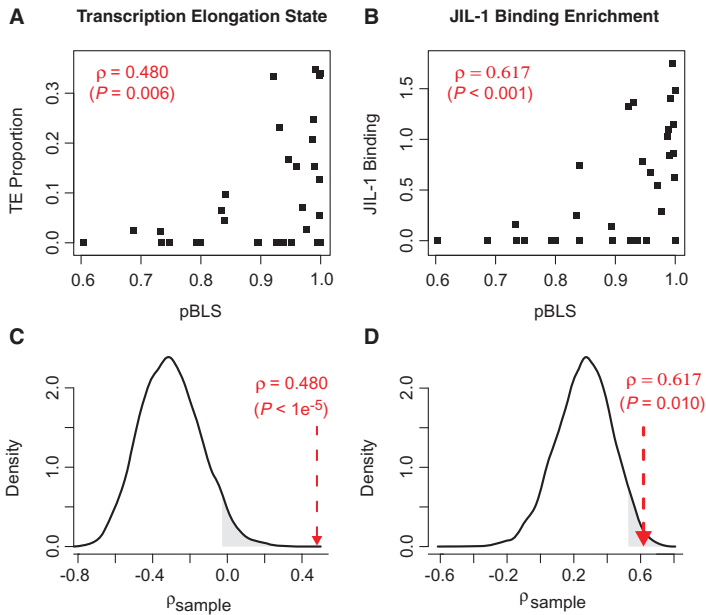 A Transcription Elongation State
ρ = 0.480
(P = 0.006)
TE Proportion
0.3
0.2
0.1
0.0
0.6 0.7 0.8 0.9 1.0
pBLS
B JIL-1 Binding Enrichment
ρ = 0.617
(P < 0.001)
JIL-1 Binding
1.5
1.0
0.5
0.0
0.6 0.7 0.8 0.9 1.0
pBLS
C
ρ = 0.480
(P < 1e-5)
Density
2.0
1.0
0.0
-0.8 -0.4 0.0 0.4
ρsample
D
ρ = 0.617
(P = 0.010)
Density
2.0
1.0
0.0
-0.6 -0.2 0.2 0.6
ρsample